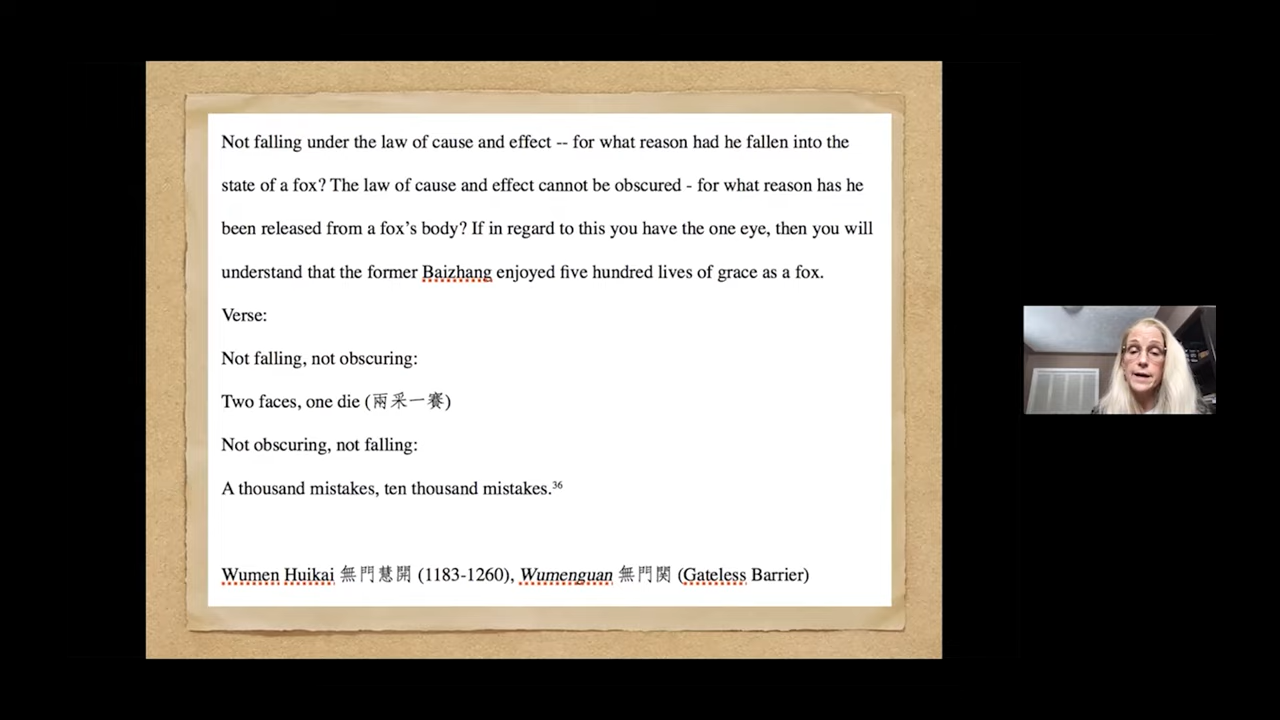 Not falling under the law of cause and effect -- for what reason had he fallen into the
state of a fox? The law of cause and effect cannot be obscured - for what reason has he
been released from a fox's body? If in regard to this you have the one eye, then you will
understand that the former Baizhang enjoyed five hundred lives of grace as a fox.
Verse:
Not falling, not obscuring:
Two faces, one die (兩采一賽)
Not obscuring, not falling:
A thousand mistakes, ten thousand mistakes.³⁶
Wumen Huikai 無門慧開 (1183-1260), Wumenguan 無門関 (Gateless Barrier)